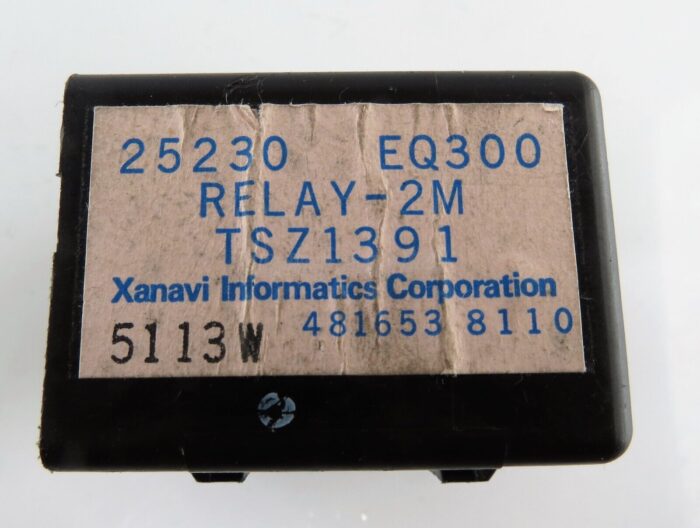 25230 EQ300
RELAY-2M
TSZ1391
Xanavi Informatics Corporation
5113W 481653 8110